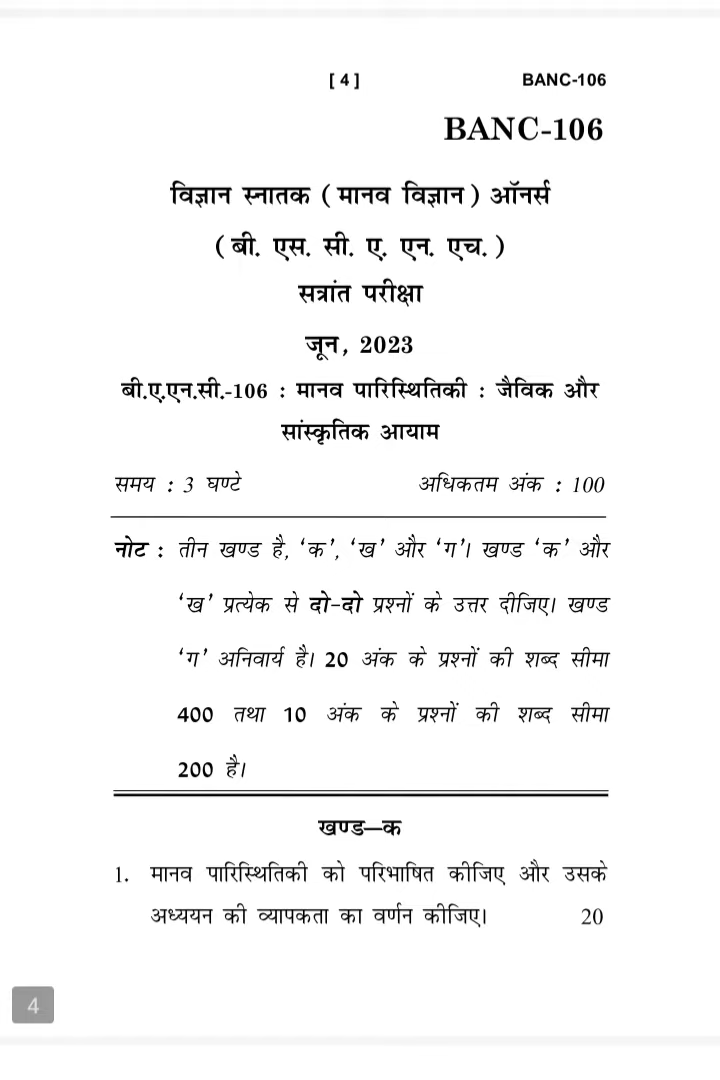 [ 4 ] BANC-106
BANC-106
विज्ञान स्नातक ( मानव विज्ञान ) ऑनर्स
( बी. एस. सी. ए. एन. एच. )
सत्रांत परीक्षा
जून, 2023
बी.ए.एन.सी.-106 : मानव पारिस्थितिकी : जैविक और
सांस्कृतिक आयाम
समय : 3 घण्टे अधिकतम अंक : 100
नोट : तीन खण्ड है, ‘क’, ‘ख’ और ‘ग’। खण्ड ‘क’ और
‘ख’ प्रत्येक से दो-दो प्रश्नों के उत्तर दीजिए। खण्ड
‘ग’ अनिवार्य है। 20 अंक के प्रश्नों की शब्द सीमा
400 तथा 10 अंक के प्रश्नों की शब्द सीमा
200 है।
खण्ड—क
1. मानव पारिस्थितिकी को परिभाषित कीजिए और उसके
अध्ययन की व्यापकता का वर्णन कीजिए। 20
4